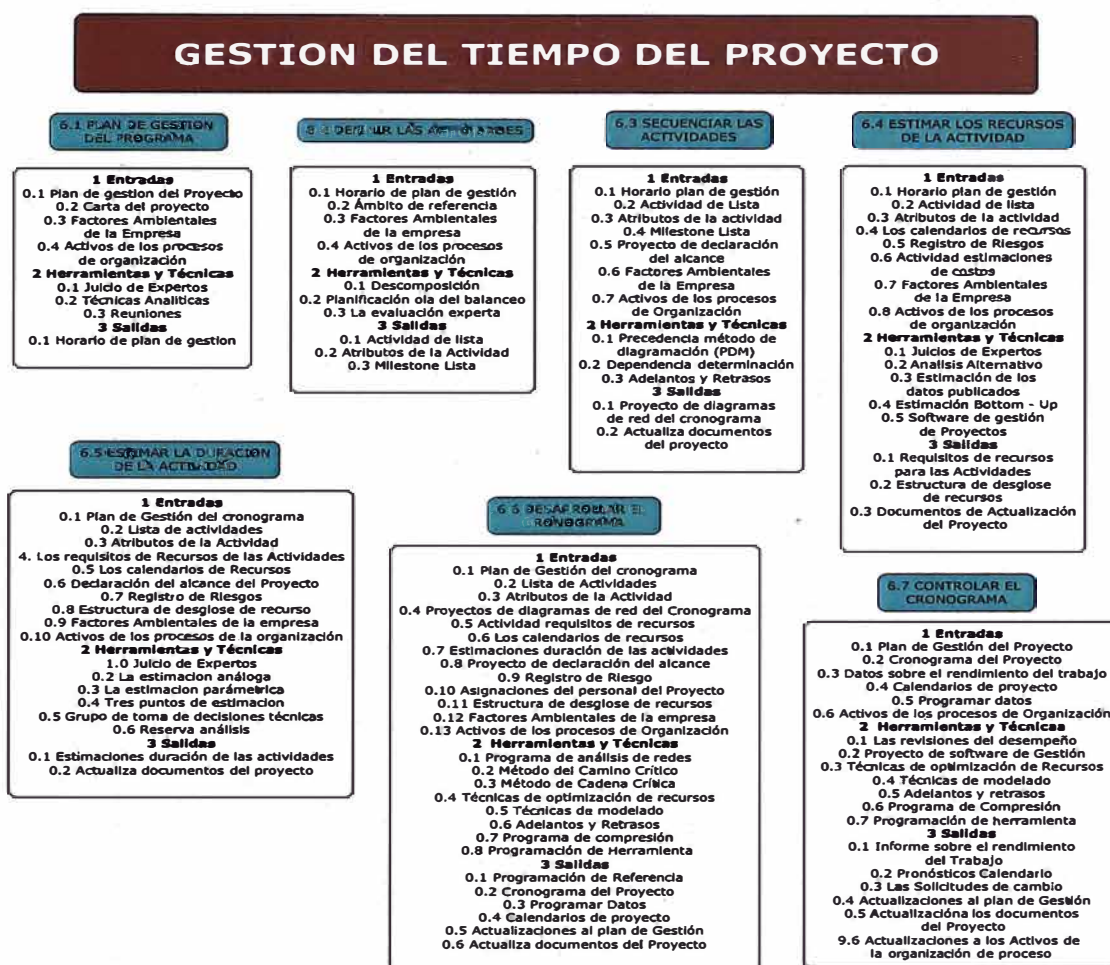 GESTION DEL TIEMPO DEL PROYECTO
6.1 PLAN DE GESTION
DEL PROGRAMA
1 Entradas
0.1 Plan de gestion del Proyecto
0.2 Carta del proyecto
0.3 Factores Ambientales
de la Empresa
0.4 Activos de los procesos
de organización
2 Herramientas y Técnicas
0.1 Juicio de Expertos
0.2 Técnicas Analiticas
0.3 Reuniones
3 Salidas
0.1 Horario de plan de gestion
LAS
1 Entradas
0.1 Horario de plan de gestión
0.2 Ámbito de referencia
0.3 Factores Ambientales
de la empresa
0.4 Activos de los procesos
de organización
2 Herramientas y Técnicas
0.1 Descomposición
0.2 Planificación ola del balanceo
0.3 La evaluación experta
3 Salidas
0.1 Actividad de lista
0.2 Atributos de la Actividad
0.3 Milestone Lista
6.3 SECUENCIAR LAS
ACTIVIDADES
1 Entradas
0.1 Horario plan de gestión
0.2 Actividad de Lista
0.3 Atributos de la actividad
0.4 Milestone Lista
0.5 Proyecto de declaración
del alcance
0.6 Factores Ambientales
de la Empresa
0.7 Activos de los procesos
de Organización
2 Herramientas y Técnicas
0.1 Precedencia método de
diagramación (PDM)
0.2 Dependencia determinación
0.3 Adelantos y Retrasos
3 Salidas
0.1 Proyecto de diagramas
de red del cronograma
0.2 Actualiza documentos
del proyecto
6.4 ESTIMAR LOS RECURSOS
DE LA ACTIVIDAD
1 Entradas
0.1 Horario plan de gestión
0.2 Actividad de lista
0.3 Atributos de la actividad
0.4 Los calendarios de recursos
0.5 Registro de Riesgos
0.6 Actividad estimaciones
de costos
0.7 Factores Ambientales
de la Empresa
0.8 Activos de los procesos
de organización
2 Herramientas y Técnicas
0.1 Juicios de Expertos
0.2 Analisis Alternativo
0.3 Estimación de los
datos publicados
0.4 Estimación Bottom - Up
0.5 Software de gestión
de Proyectos
3 Salidas
0.1 Requisitos de recursos
para las Actividades
0.2 Estructura de desglose
de recursos
0.3 Documentos de Actualización
del Proyecto
6.5 ESTIMAR LA DURACION
DE LA ACTIVIDAD
1 Entradas
0.1 Plan de Gestión del cronograma
0.2 Lista de actividades
0.3 Atributos de la Actividad
4. Los requisitos de Recursos de las Actividades
0.5 Los calendarios de Recursos
0.6 Declaración del alcance del Proyecto
0.7 Registro de Riesgos
0.8 Estructura de desglose de recurso
0.9 Factores Ambientales de la empresa
0.10 Activos de los procesos de la organización
2 Herramientas y Técnicas
1.0 Juicio de Expertos
0.2 La estimacion análoga
0.3 La estimacion parámetrica
0.4 Tres puntos de estimacion
0.5 Grupo de toma de decisiones técnicas
0.6 Reserva análisis
3 Salidas
0.1 Estimaciones duración de las actividades
0.2 Actualiza documentos del proyecto
EL
1 Entradas
0.1 Plan de Gestión del cronograma
0.2 Lista de Actividades
0.3 Atributos de la Actividad
0.4 Proyectos de diagramas de red del Cronograma
0.5 Actividad requisitos de recursos
0.6 Los calendarios de recursos
0.7 Estimaciones duración de las actividades
0.8 Proyecto de declaración del alcance
0.9 Registro de Riesgo
0.10 Asignaciones del personal del Proyecto
0.11 Estructura de desglose de recursos
0.12 Factores Ambientales de la empresa
0.13 Activos de los procesos de Organización
2 Herramientas y Técnicas
0.1 Programa de análisis de redes
0.2 Método del Camino Crítico
0.3 Método de Cadena Crítica
0.4 Técnicas de optimización de recursos
0.5 Técnicas de modelado
0.6 Adelantos y Retrasos
0.7 Programa de compresión
0.8 Programación de Herramienta
3 Salidas
0.1 Programación de Referencia
0.2 Cronograma del Proyecto
0.3 Programar Datos
0.4 Calendarios de proyecto
0.5 Actualizaciones al plan de Gestión
0.6 Actualiza documentos del Proyecto
6.7 CONTROLAR EL
CRONOGRAMA
1 Entradas
0.1 Plan de Gestión del Proyecto
0.2 Cronograma del Proyecto
0.3 Datos sobre el rendimiento del trabajo
0.4 Calendarios de proyecto
0.5 Programar datos
0.6 Activos de los procesos de Organización
2 Herramientas y Técnicas
0.1 Las revisiones del desempeño
0.2 Proyecto de software de Gestión
0.3 Técnicas de optimización de Recursos
0.4 Técnicas de modelado
0.5 Adelantos y retrasos
0.6 Programa de Compresión
0.7 Programación de herramienta
3 Salidas
0.1 Informe sobre el rendimiento
del Trabajo
0.2 Pronósticos Calendario
0.3 Las Solicitudes de cambio
0.4 Actualizaciones al plan de Gestión
0.5 Actualizacióna los documentos
del Proyecto
9.6 Actualizaciones a los Activos de
la organización de proceso